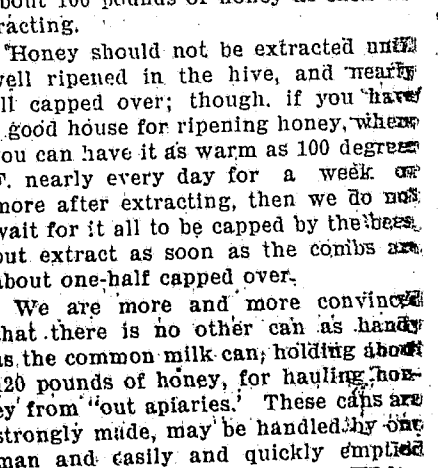 about 100 pounds of honey
racting.
"Honey should not be extracted until
well ripened in the hive, and nearly
ll capped over; though, if you have
good house for ripening honey, where
you can have it as warm as 100 degrees
F. nearly every day for a week or
more after extracting, then we do not
wait for it all to be capped by the bees,
but extract as soon as the combs are
about one-half capped over.
We are more and more convinced
that there is no other can as handy
as the common milk can, holding about
120 pounds of honey, for hauling hon-
ey from "out apiaries.' These cans are
strongly made, may be handled by one
man and easily and quickly emptied